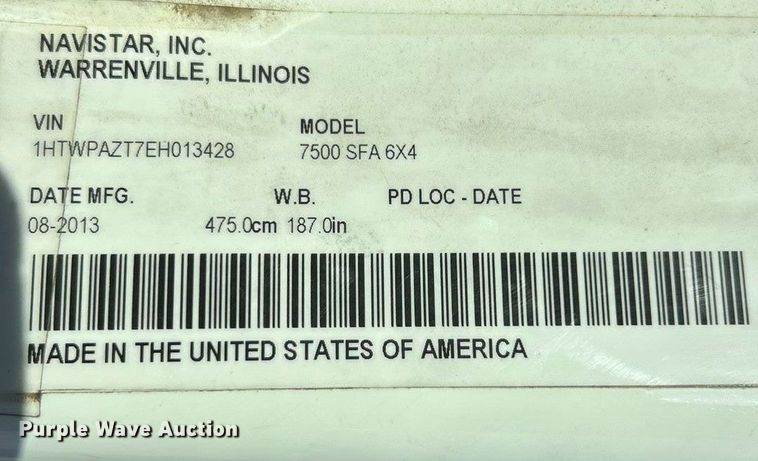 NAVISTAR, INC.
WARRENVILLE, ILLINOIS
VIN MODEL
1HTWPAZT7EH013428 7500 SFA 6X4
DATE MFG. W.B. PD LOC - DATE
08-2013 475.0cm 187.0in
MADE IN THE UNITED STATES OF AMERICA
Purple Wave Auction